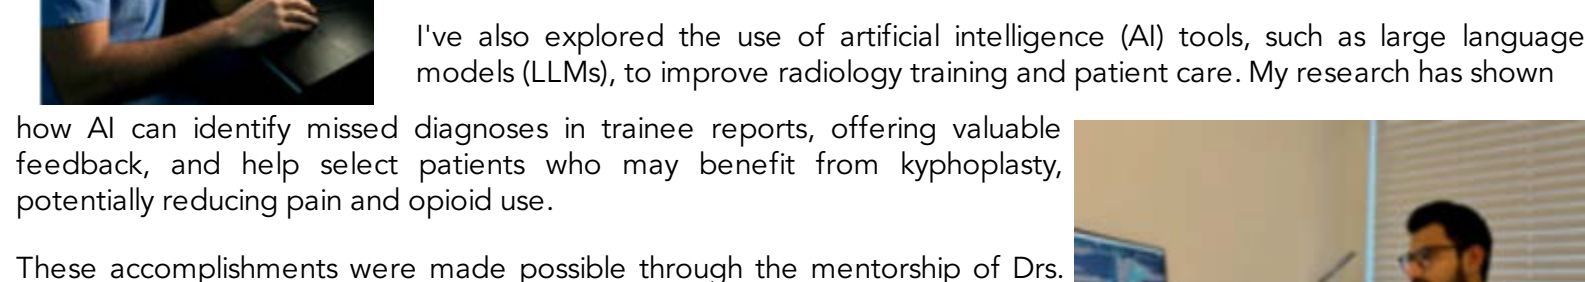 I've also explored the use of artificial intelligence (AI) tools, such as large language
models (LLMs), to improve radiology training and patient care. My research has shown
how AI can identify missed diagnoses in trainee reports, offering valuable
feedback, and help select patients who may benefit from kyphoplasty,
potentially reducing pain and opioid use.
These accomplishments were made possible through the mentorship of Drs.